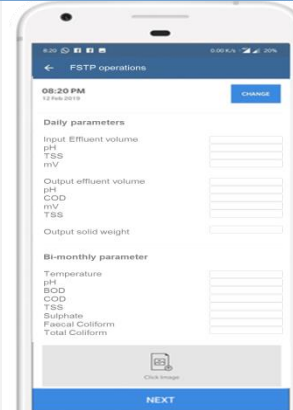 8:20 0.00 K/s 20%
← FSTP operations
08:20 PM
12 Feb 2019
CHANGE
Daily parameters
Input Effluent volume
pH
TSS
mV
Output effluent volume
pH
COD
mV
TSS
Output solid weight
Bi-monthly parameter
Temperature
pH
BOD
COD
TSS
Sulphate
Faecal Coliform
Total Coliform
Click Image
NEXT